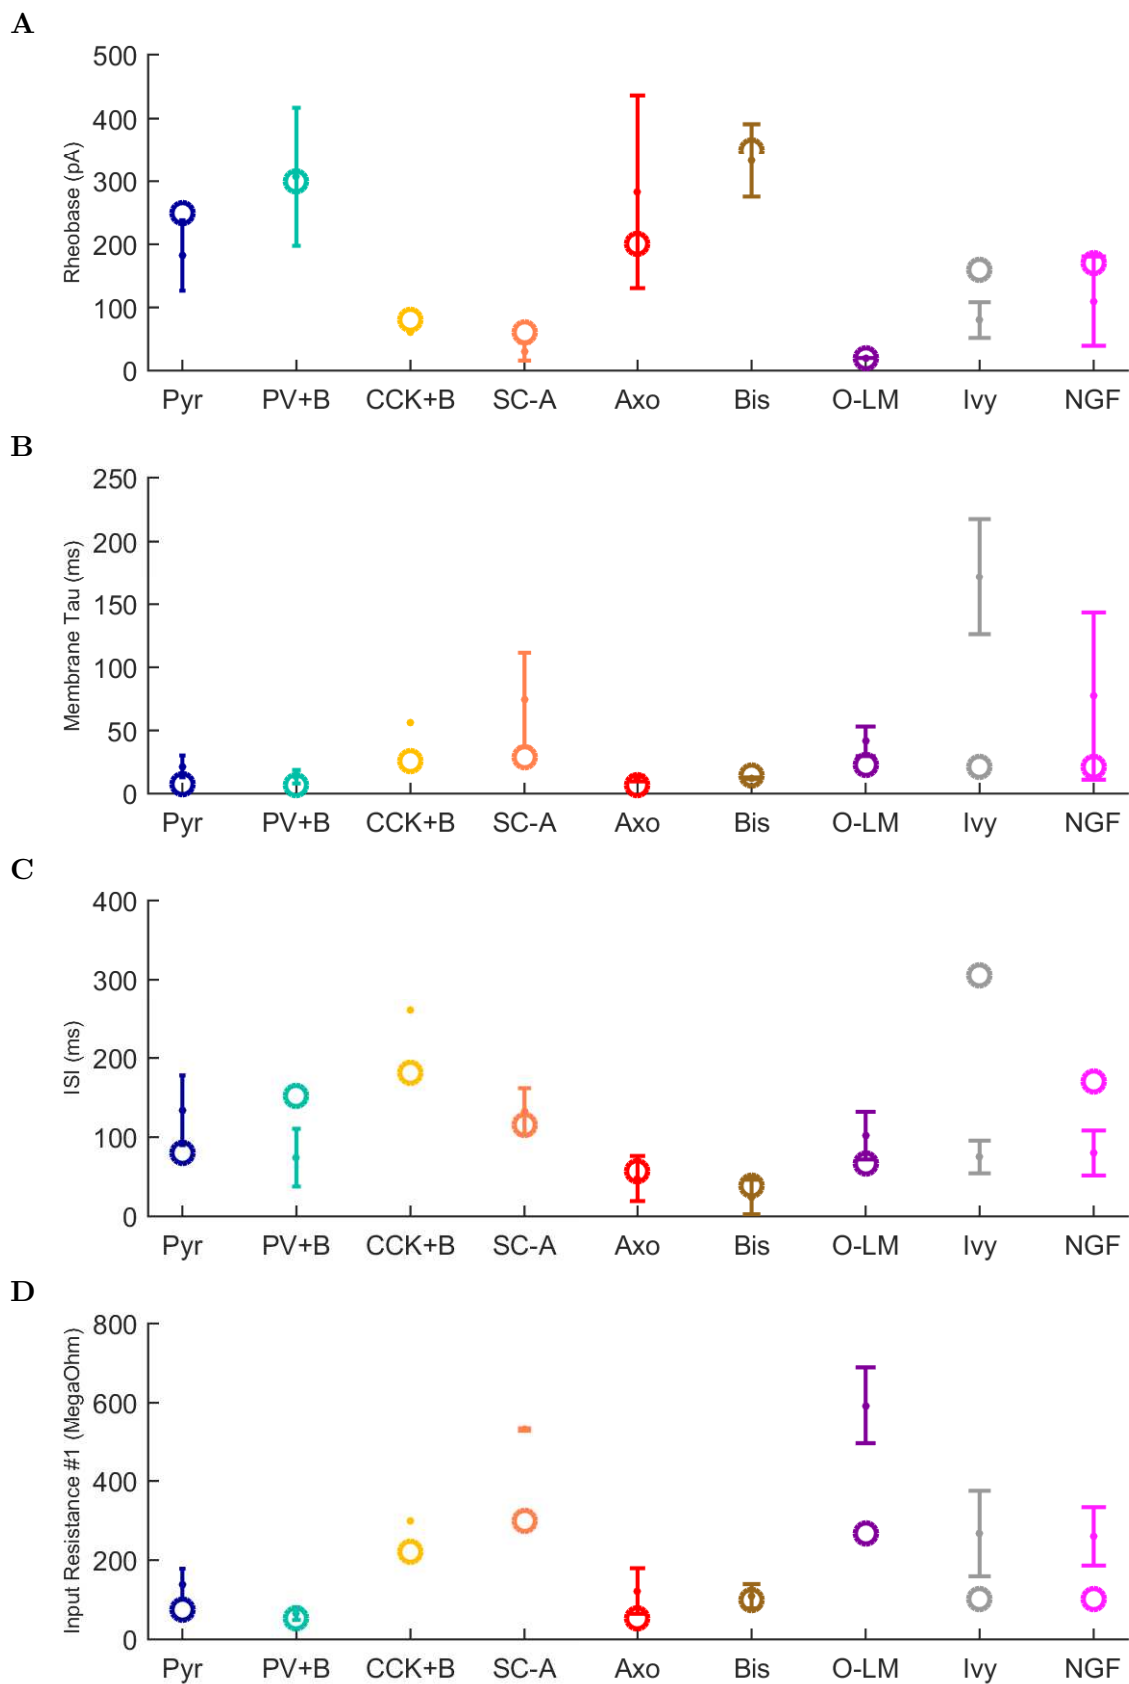 A
500
400
300
200
100
0
Rheobase (pA)
Pyr PV+B CCK+B SC-A Axo Bis O-LM Ivy NGF
B
250
200
150
100
50
0
Membrane Tau (ms)
Pyr PV+B CCK+B SC-A Axo Bis O-LM Ivy NGF
C
400
300
200
100
0
ISI (ms)
Pyr PV+B CCK+B SC-A Axo Bis O-LM Ivy NGF
D
800
600
400
200
0
Input Resistance #1 (MegaOhm)
Pyr PV+B CCK+B SC-A Axo Bis O-LM Ivy NGF